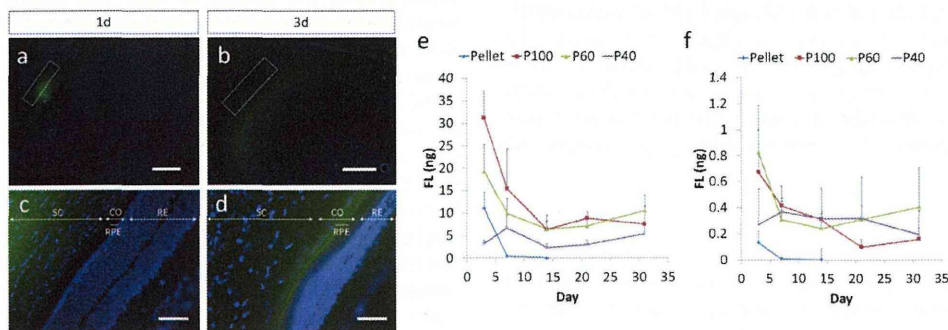 1d
3d
a
b
c
SC
CO
RE
RPE
d
SC
CO
RE
RPE
e
Pellet P100 P60 P40
FL (ng)
40
35
30
25
20
15
10
5
0
0 5 10 15 20 25 30 35
Day
f
Pellet P100 P60 P40
FL (ng)
1.4
1.2
1
0.8
0.6
0.4
0.2
0
0 5 10 15 20 25 30 35
Day